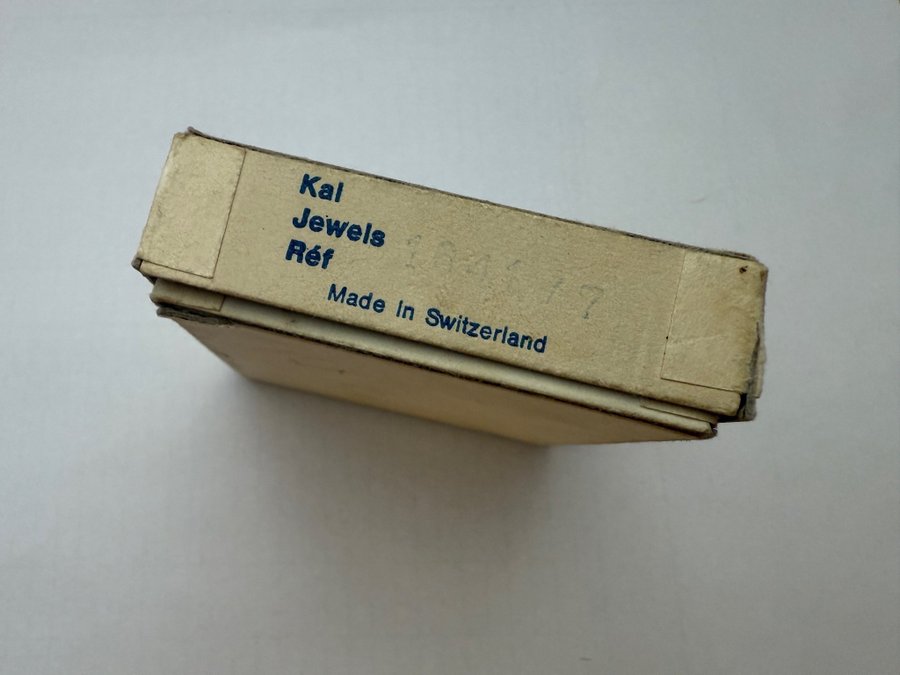 Kal
Jewels
Réf
Made in Switzerland